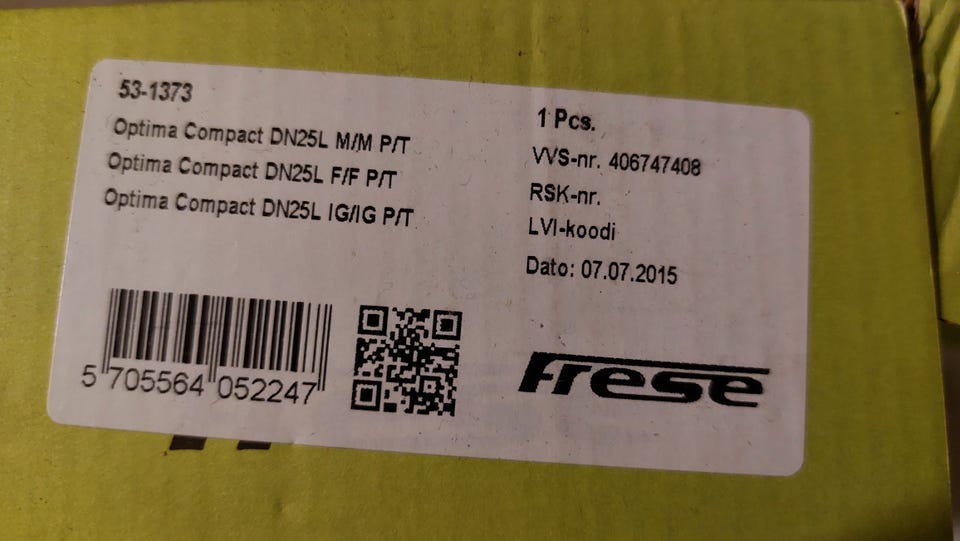 53-1373
Optima Compact DN25L M/M P/T
Optima Compact DN25L F/F P/T
Optima Compact DN25L IG/IG P/T
1 Pcs.
VVS-nr. 406747408
RSK-nr.
LVI-koodi
Dato: 07.07.2015
5 705564 052247
Frese